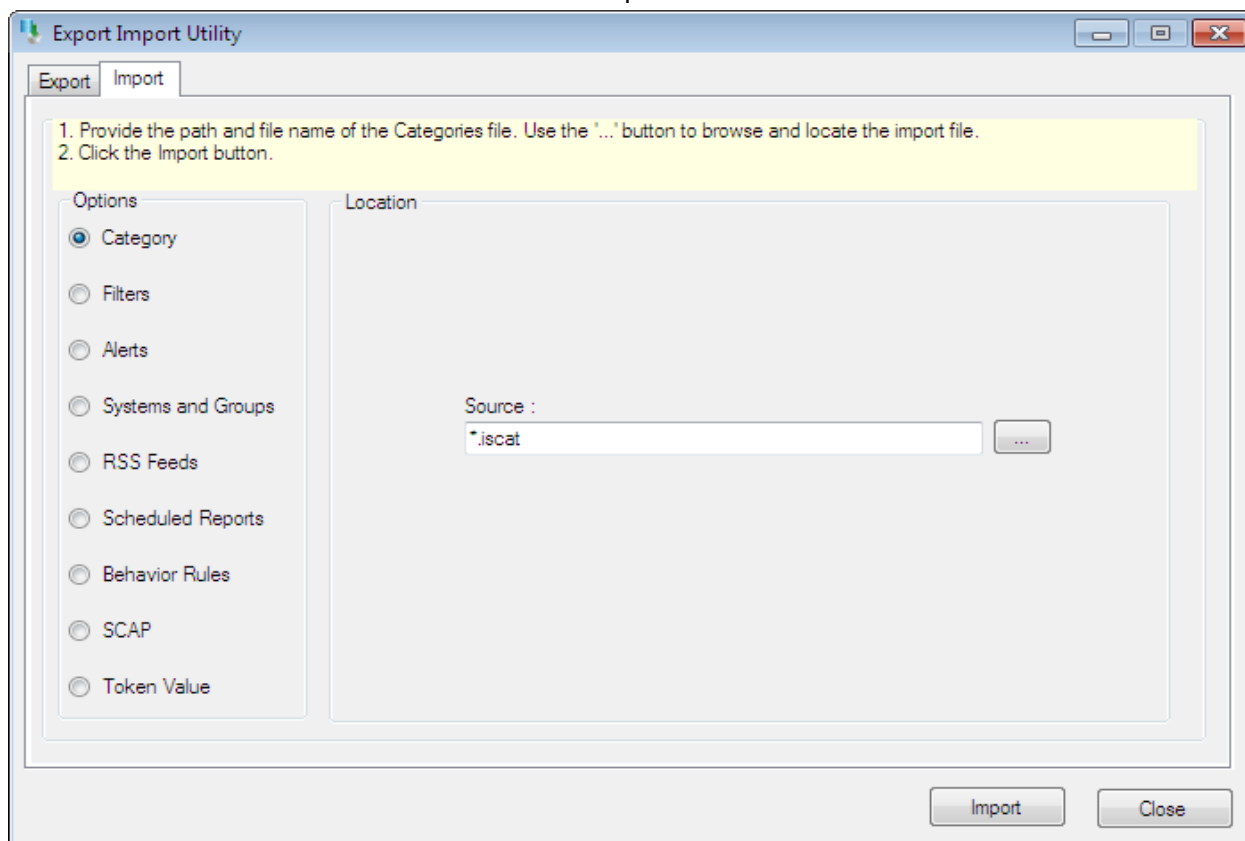 Export Import Utility
Export
Import
1. Provide the path and file name of the Categories file. Use the '...' button to browse and locate the import file.
2. Click the Import button.
Options
Location
Category
Filters
Alerts
Systems and Groups
Source :
*.iscat
...
RSS Feeds
Scheduled Reports
Behavior Rules
SCAP
Token Value
Import
Close